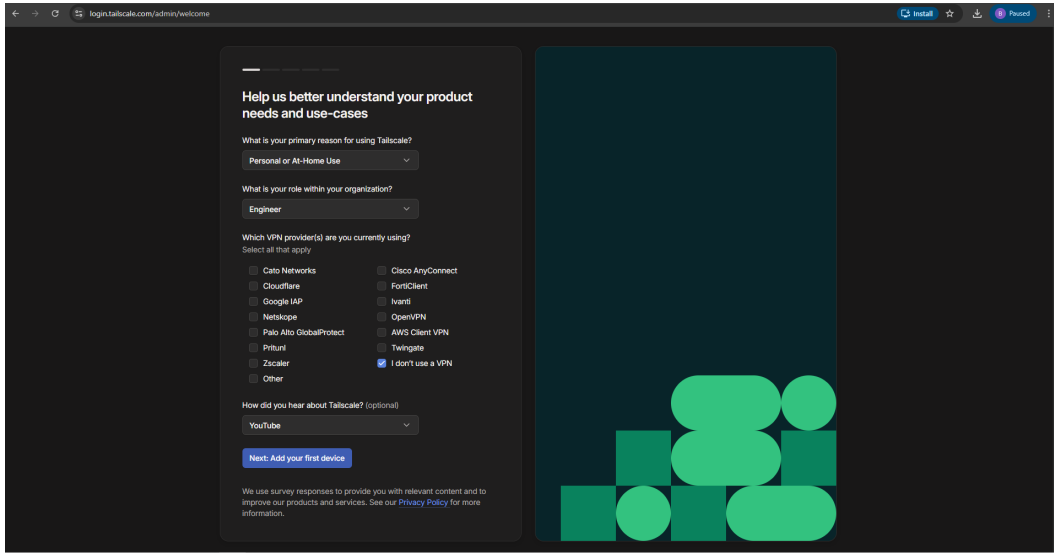 login.tailscale.com/admin/welcome
Install
B
Paused
Help us better understand your product
needs and use-cases
What is your primary reason for using Tailscale?
Personal or At-Home Use
What is your role within your organization?
Engineer
Which VPN provider(s) are you currently using?
Select all that apply
Cato Networks
Cisco AnyConnect
Cloudflare
FortiClient
Google IAP
Ivanti
Netskope
OpenVPN
Palo Alto GlobalProtect
AWS Client VPN
Pritunl
Twingate
Zscaler
I don't use a VPN
Other
How did you hear about Tailscale? (optional)
YouTube
Next: Add your first device
We use survey responses to provide you with relevant content and to
improve our products and services. See our Privacy Policy for more
information.